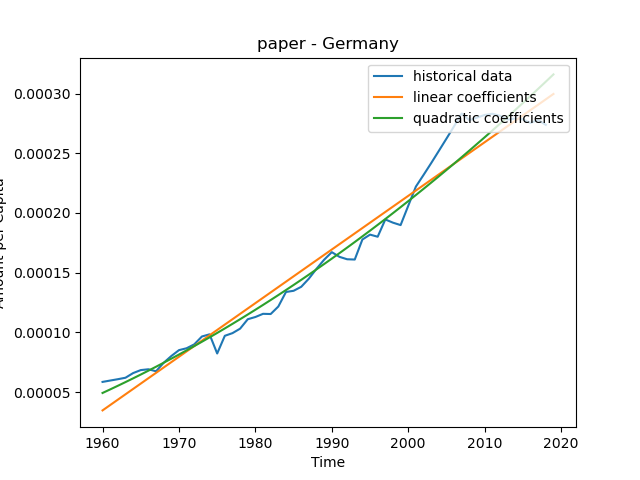 paper - Germany
historical data
linear coefficients
quadratic coefficients
0.00030
0.00025
0.00020
0.00015
0.00010
0.00005
Amount per Capita
1960 1970 1980 1990 2000 2010 2020
Time